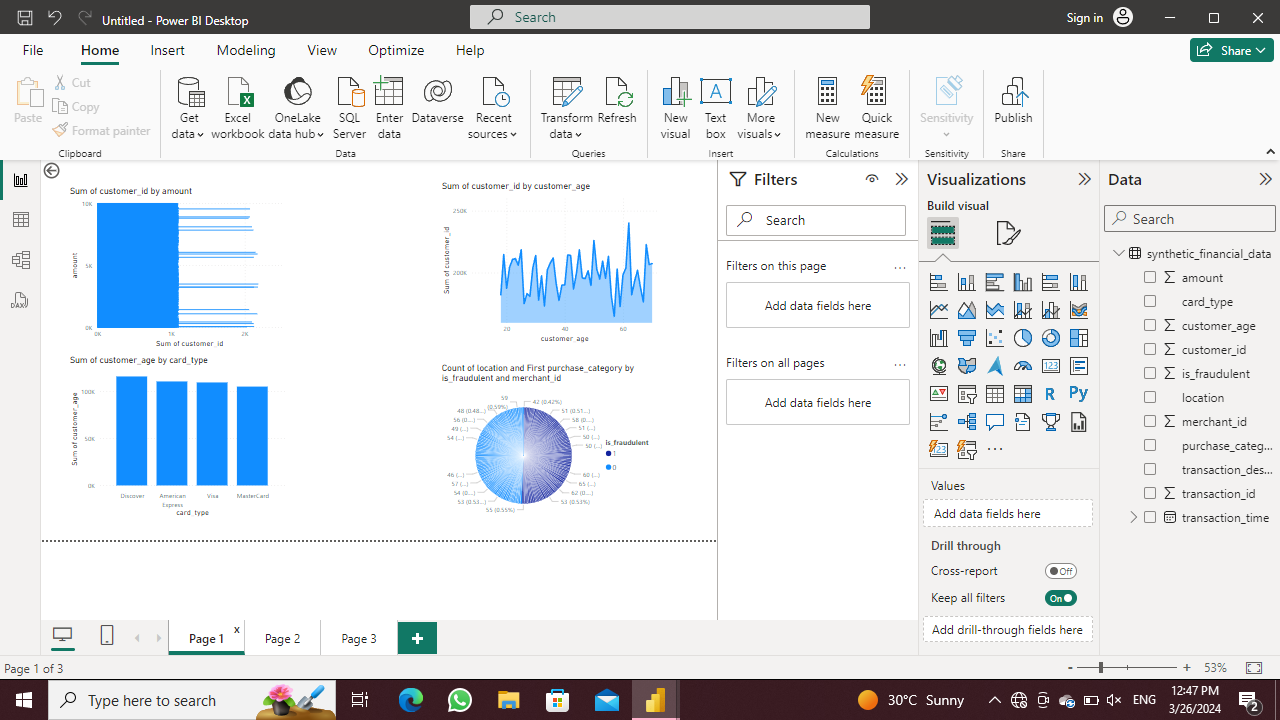 Untitled - Power BI Desktop
Search
Sign in
File Home Insert Modeling View Optimize Help
Share
Paste
Cut
Copy
Format painter
Clipboard
Get data
Excel workbook
OneLake data hub
SQL Server
Enter data
Dataverse
Recent sources
Data
Transform data
Refresh
Queries
New visual
Text box
More visuals
Insert
New measure
Quick measure
Calculations
Sensitivity
Sensitivity
Publish
Share
Sum of customer_id by amount
10K
5K
0K
amount
0K 1K 2K
Sum of customer_id
Sum of customer_id by customer_age
250K
200K
Sum of customer_id
20 40 60
customer_age
Sum of customer_age by card_type
100K
50K
0K
Sum of customer_age
Discover American Express Visa MasterCard
card_type
Count of location and First purchase_category by
is_fraudulent and merchant_id
59 (0.59%)
48 (0.48...)
56 (0....)
49 (...)
54 (...)
46 (...)
57 (...)
54 (0....)
53 (0.53...)
55 (0.55%)
42 (0.42%)
51 (0.51...)
58 (0....)
51 (...)
50 (...)
50 (...)
60 (...)
65 (...)
62 (0....)
53 (0.53%)
is_fraudulent
1
0
Filters
Search
Filters on this page
...
Add data fields here
Filters on all pages
...
Add data fields here
Visualizations
Build visual
123
R
Py
123
...
Values
Add data fields here
Drill through
Cross-report
Off
Keep all filters
On
Add drill-through fields here
Data
Search
synthetic_financial_data
amount
card_type
customer_age
customer_id
is_fraudulent
location
merchant_id
purchase_categ...
transaction_des...
transaction_id
transaction_time
DAX
Page 1 x
Page 2
Page 3
+
Page 1 of 3
- + 53%
Type here to search
30°C Sunny
ENG
12:47 PM
3/26/2024
2